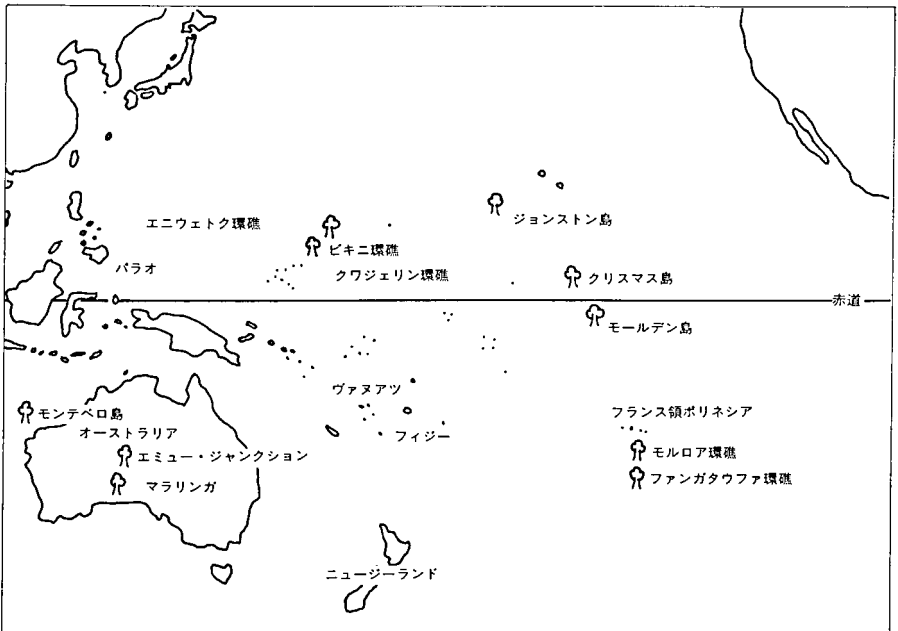 エニウェトク環礁
ジョンストン島
ビキニ環礁
パラオ
クワジェリン環礁
クリスマス島
赤道
モールデン島
ヴァヌアツ
モンテベロ島
フランス領ポリネシア
オーストラリア
フィジー
エミュー・ジャンクション
モルロア環礁
マラリンガ
ファンガタウファ環礁
ニュージーランド